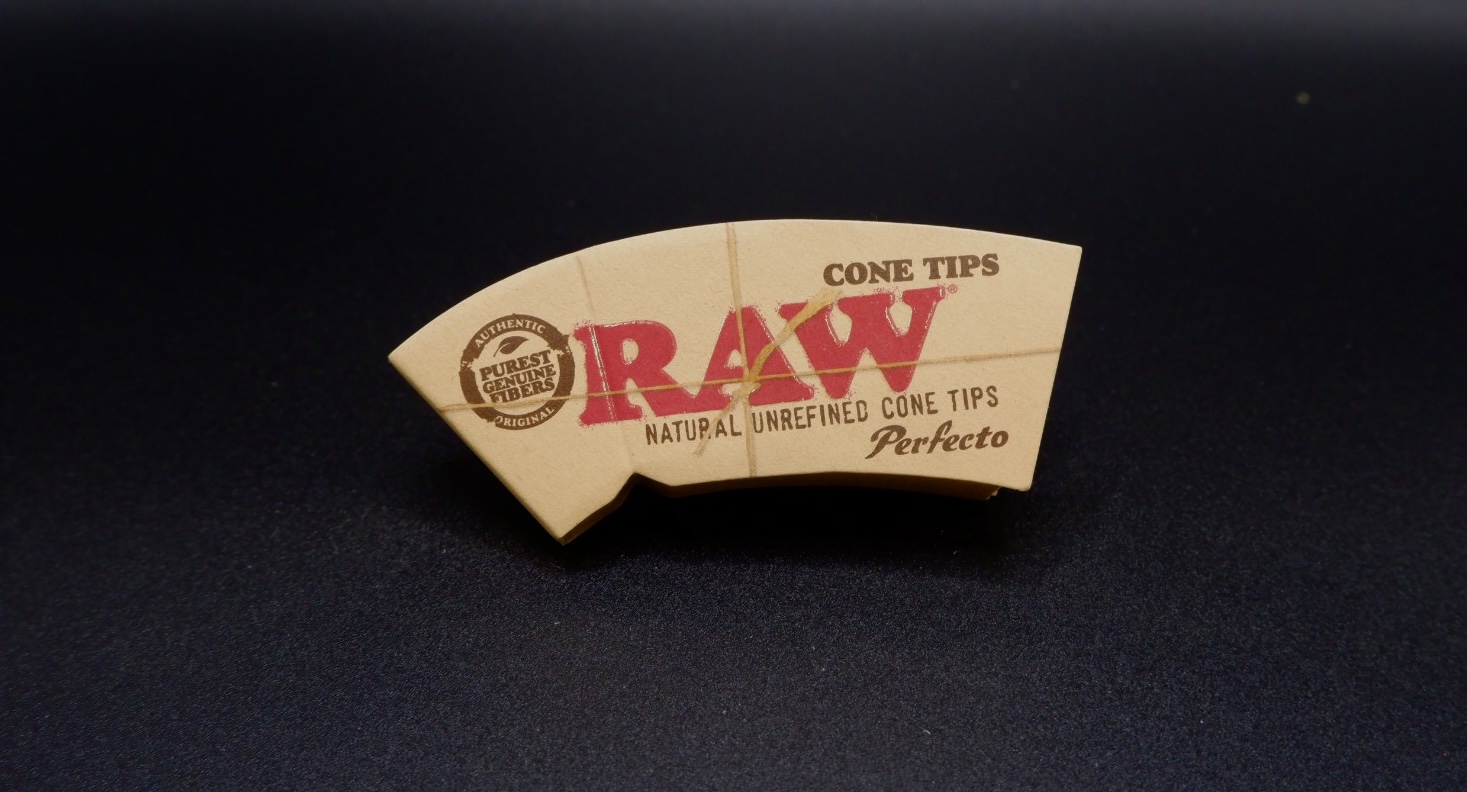 CONE TIPS
RAW®
AUTHENTIC
PUREST
GENUINE
FIBERS
ORIGINAL
NATURAL UNREFINED CONE TIPS
Perfecto